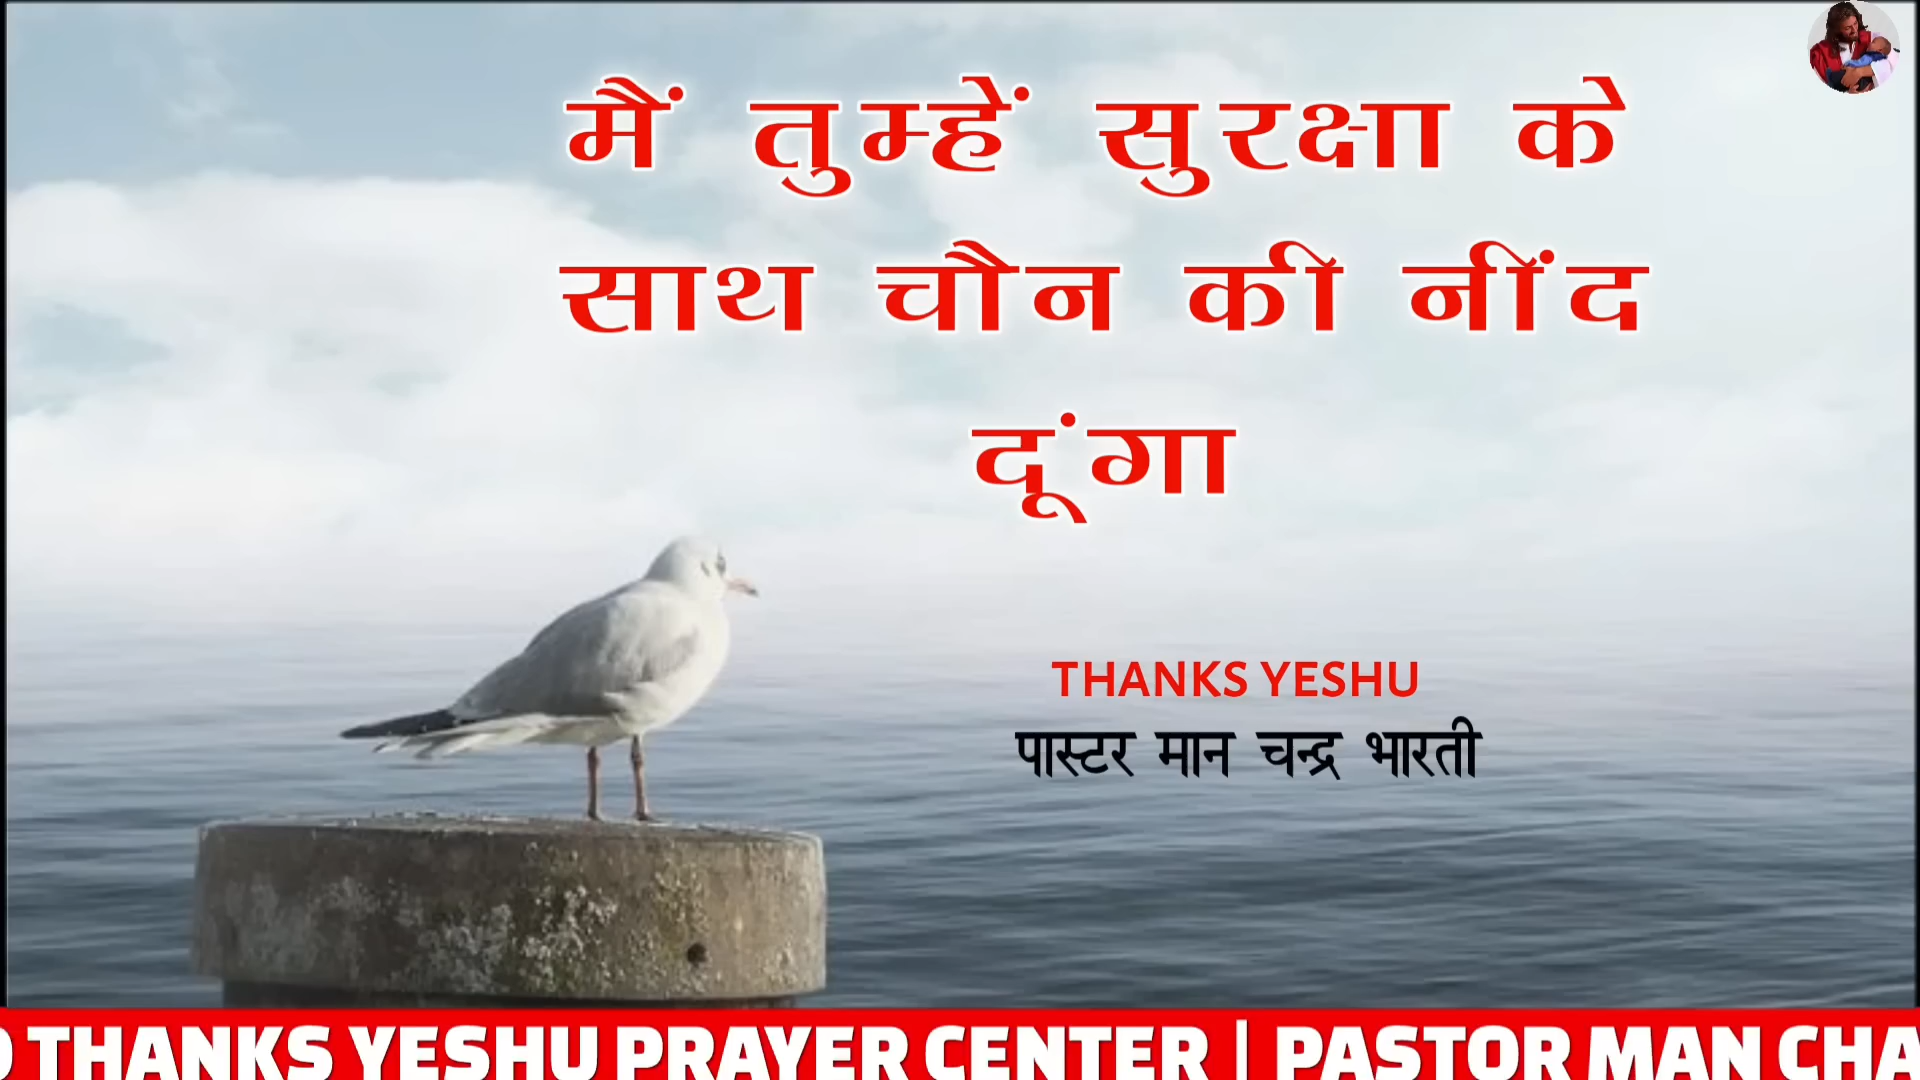 मैं तुम्हें सुरक्षा के
साथ चौन की नींद
दूंगा
THANKS YESHU
पास्टर मान चन्द्र भारती
THANKS YESHU PRAYER CENTER | PASTOR MAN CHA